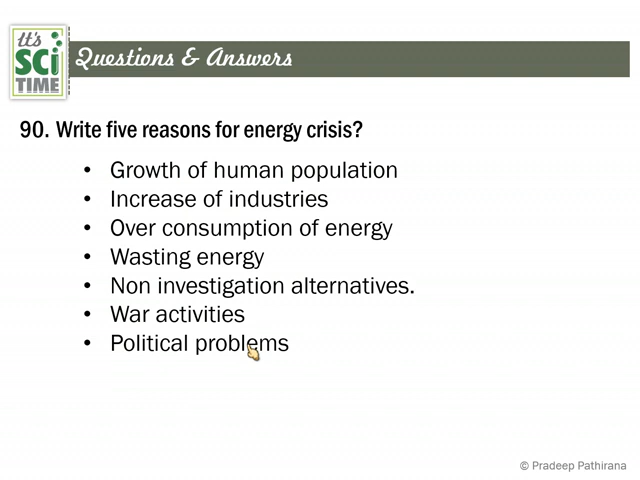 It's
SCi
TIME
Questions & Answers
90. Write five reasons for energy crisis?
• Growth of human population
• Increase of industries
• Over consumption of energy
• Wasting energy
• Non investigation alternatives.
• War activities
• Political problems
© Pradeep Pathirana